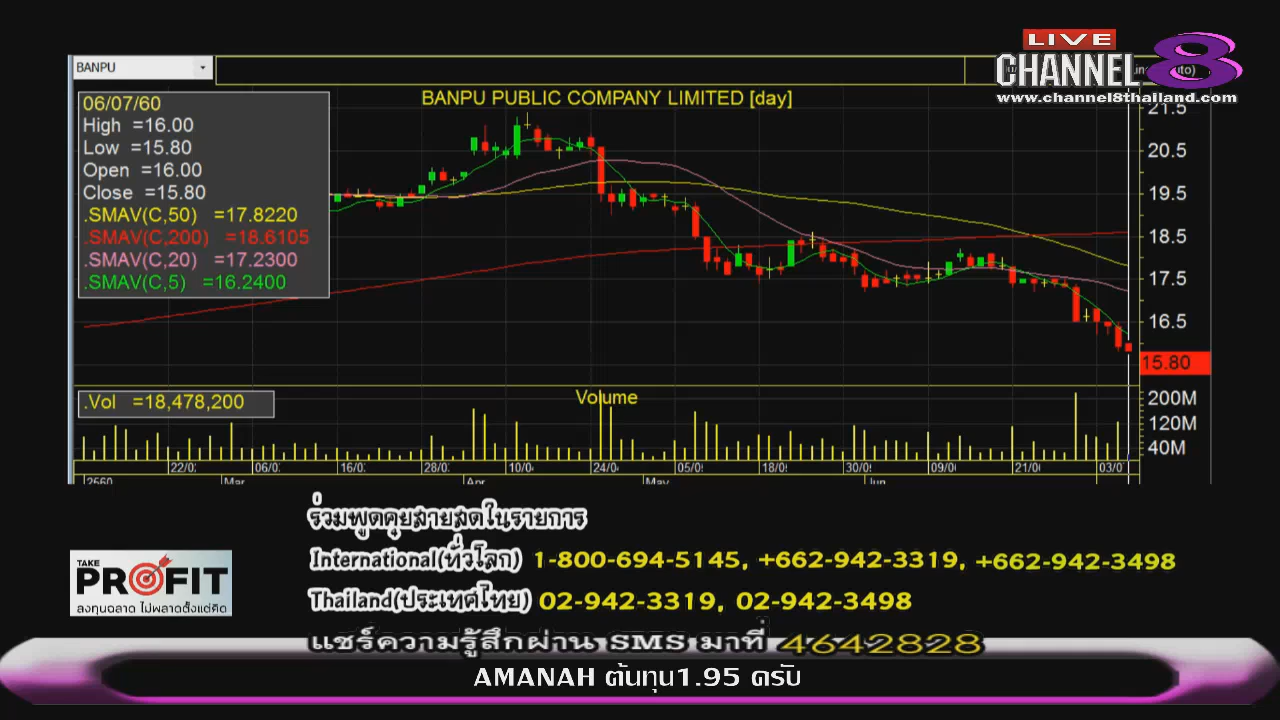 LIVE
CHANNEL 8
www.channel8thailand.com
BANPU
BANPU PUBLIC COMPANY LIMITED [day]
06/07/60
High =16.00
Low =15.80
Open =16.00
Close =15.80
.SMAV(C,50) =17.8220
.SMAV(C,200) =18.6105
.SMAV(C,20) =17.2300
.SMAV(C,5) =16.2400
21.5
20.5
19.5
18.5
17.5
16.5
15.80
.Vol =18,478,200
Volume
200M
120M
40M
22/0 06/0 16/0 28/0 10/0 24/0 05/0 18/0 30/0 09/0 21/0 03/0
2560 Mar Apr May Jun
ร่วมพูดคุยสายสดในรายการ
International(ทั่วโลก) 1-800-694-5145, +662-942-3319, +662-942-3498
Thailand(ประเทศไทย) 02-942-3319, 02-942-3498
แชร์ความรู้สึกผ่าน SMS มาที่ 4642828
TAKE
PROFIT
ลงทุนฉลาด ไม่พลาดตั้งแต่คิด
AMANAH ต้นทุน1.95 ครับ